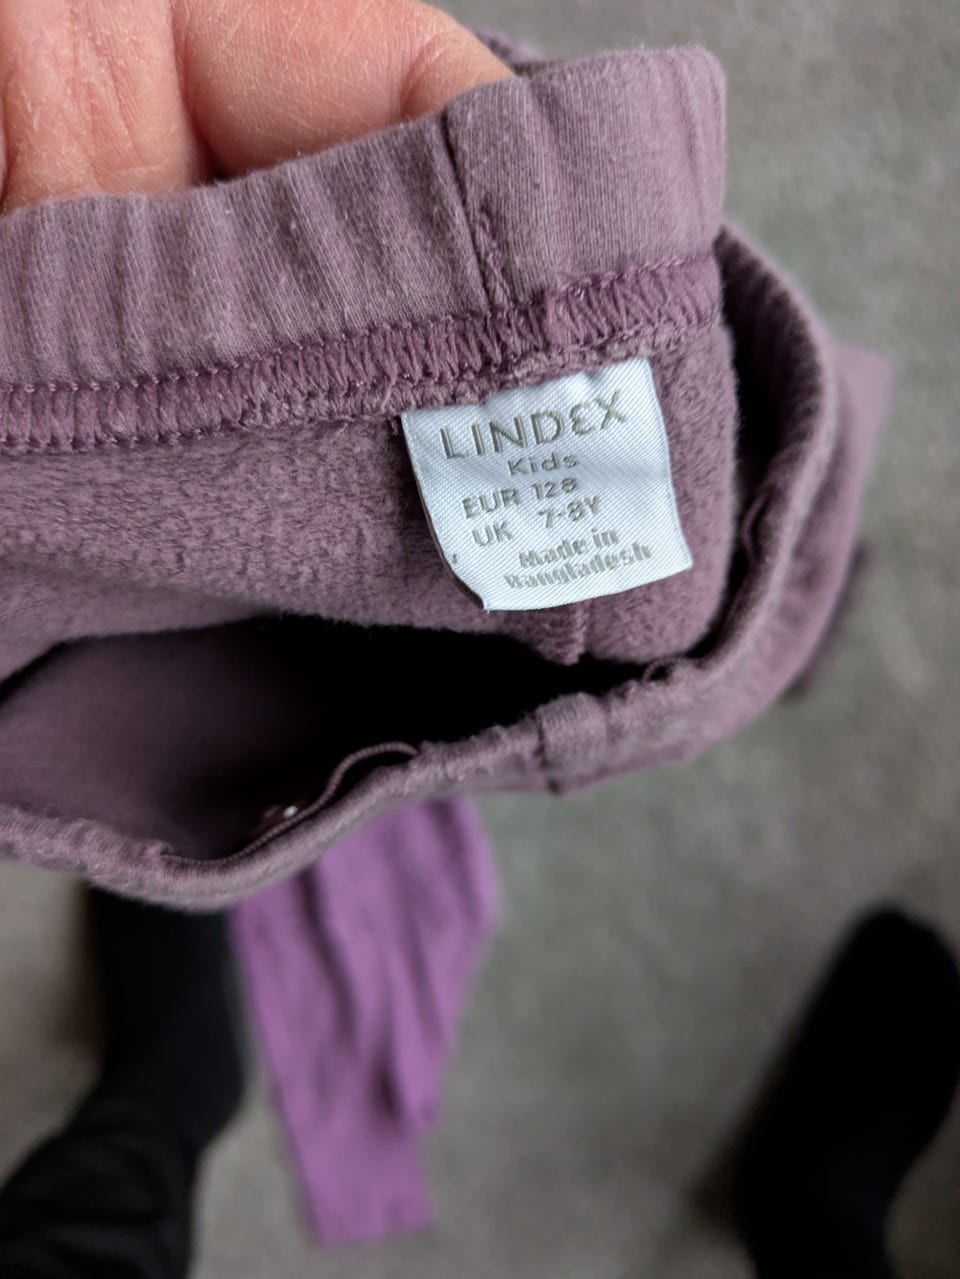 LINDEX
Kids
EUR 128
UK 7-8Y
Made in
Bangladesh